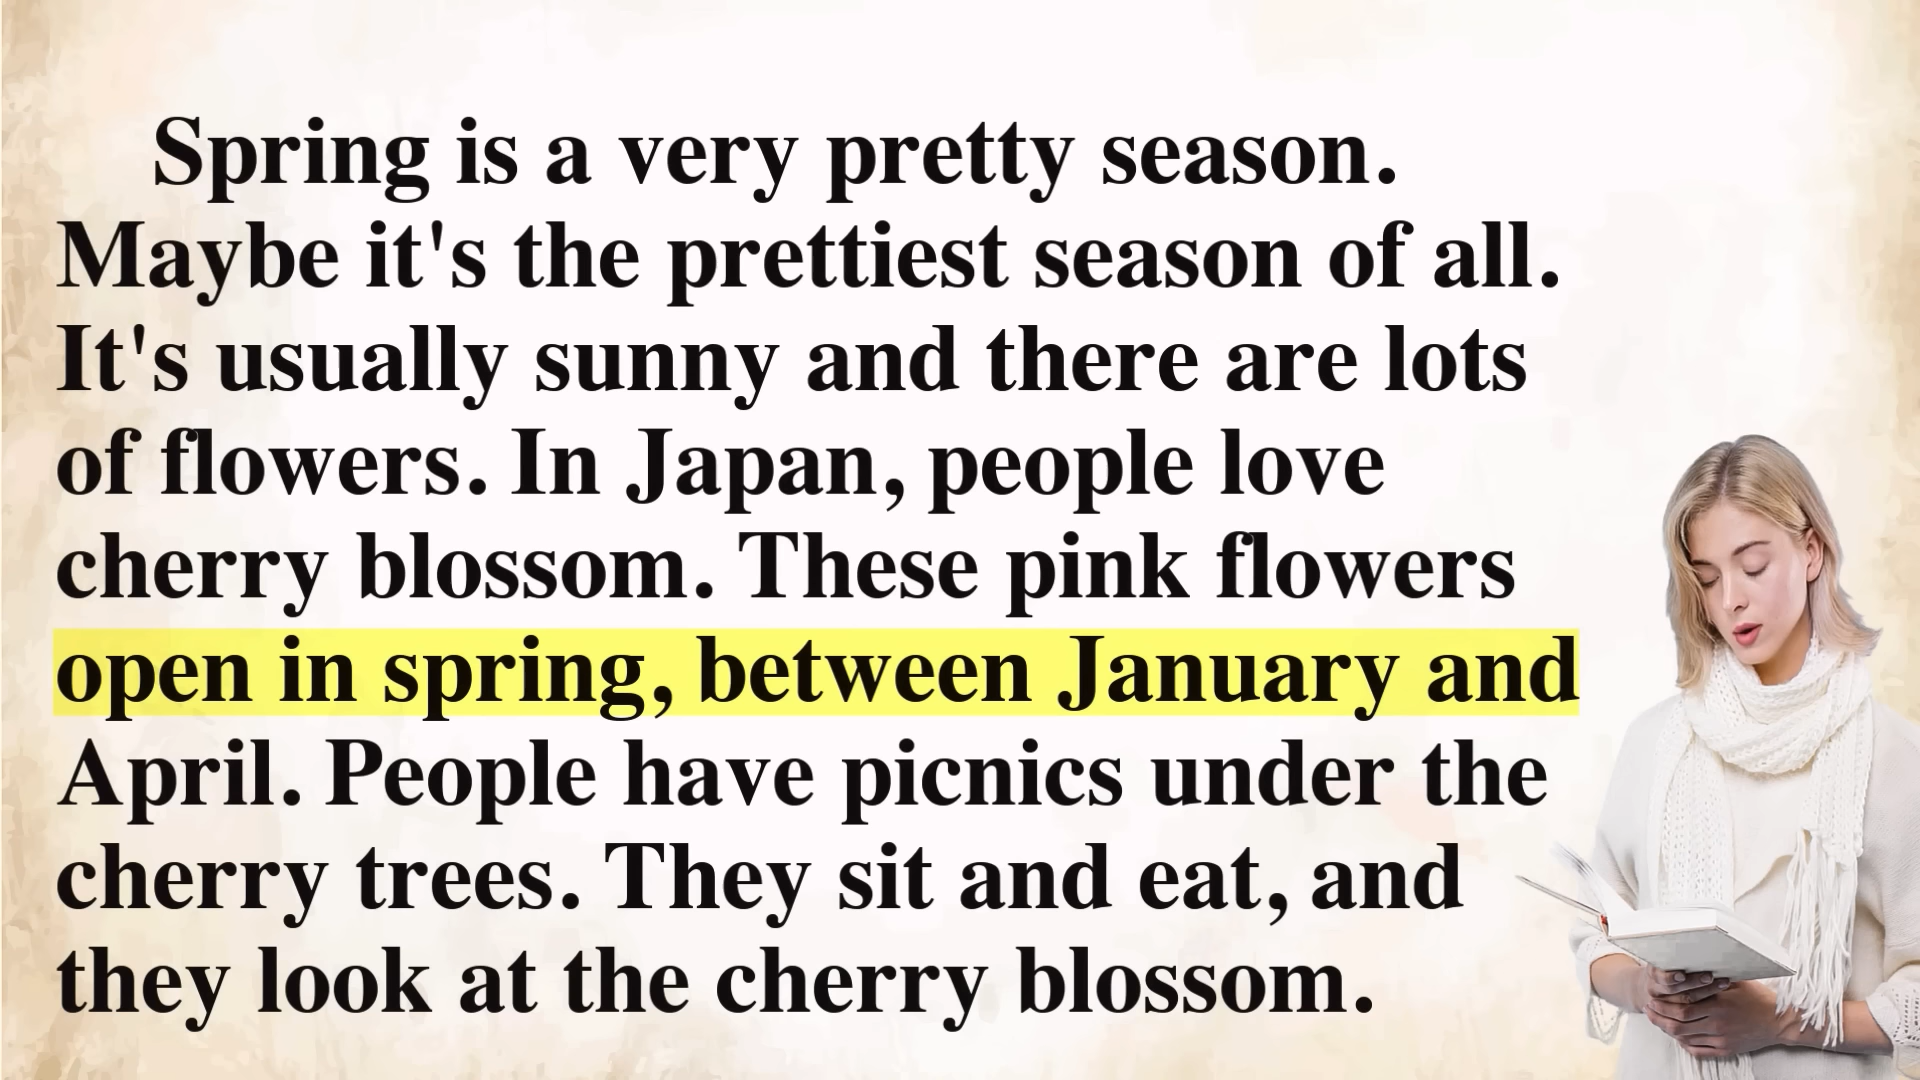 Spring is a very pretty season.
Maybe it's the prettiest season of all.
It's usually sunny and there are lots
of flowers. In Japan, people love
cherry blossom. These pink flowers
open in spring, between January and
April. People have picnics under the
cherry trees. They sit and eat, and
they look at the cherry blossom.